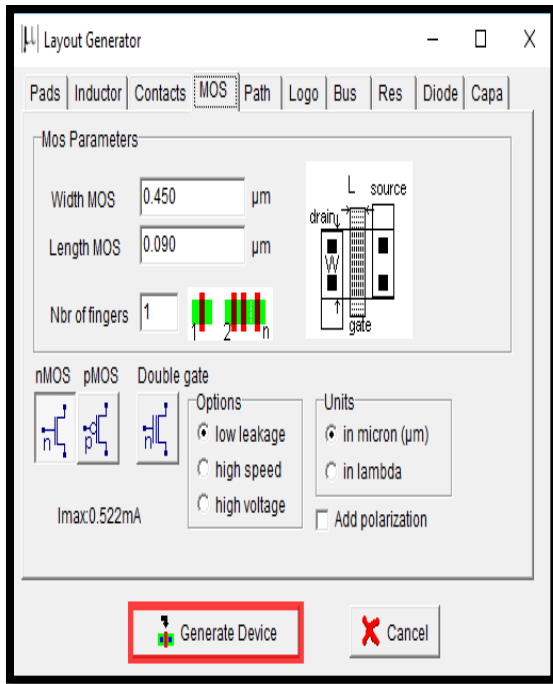 Layout Generator
Pads Inductor Contacts MOS Path Logo Bus Res Diode Capa
Mos Parameters
Width MOS 0.450 µm
Length MOS 0.090 µm
Nbr of fingers 1
1 2 n
L source
drain
W
gate
nMOS pMOS Double gate
n p n
Options
low leakage
high speed
high voltage
Units
in micron (µm)
in lambda
Imax:0.522mA
Add polarization
Generate Device Cancel